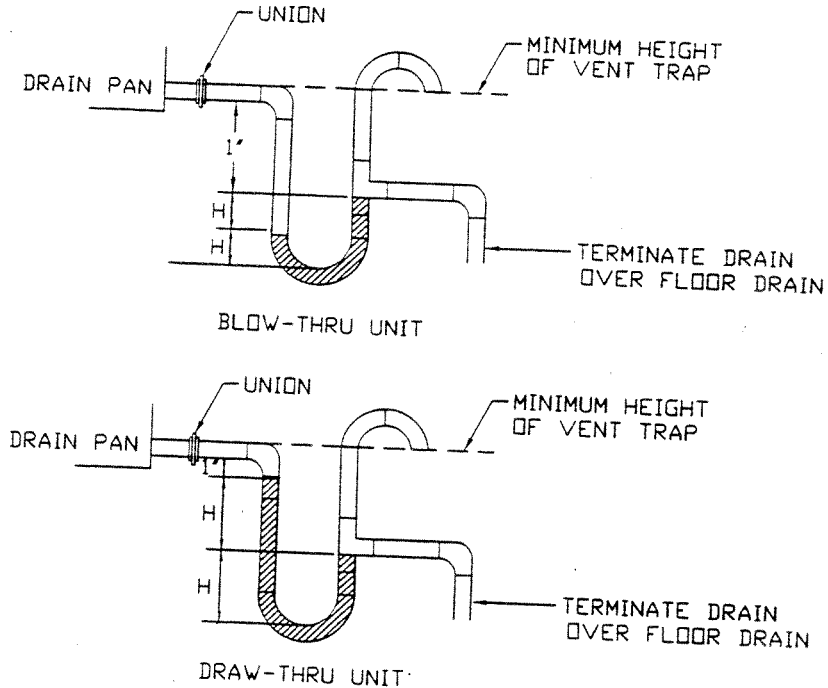 UNION
MINIMUM HEIGHT
OF VENT TRAP
DRAIN PAN
1"
H
H
TERMINATE DRAIN
OVER FLOOR DRAIN
BLOW-THRU UNIT
UNION
MINIMUM HEIGHT
OF VENT TRAP
DRAIN PAN
1"
H
H
TERMINATE DRAIN
OVER FLOOR DRAIN
DRAW-THRU UNIT